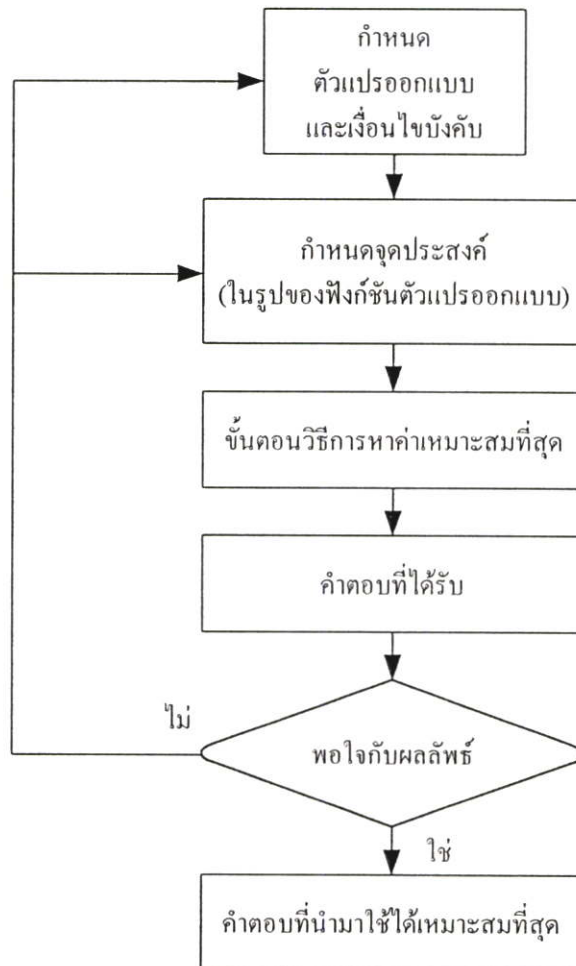 กำหนด
ตัวแปรออกแบบ
และเงื่อนไขบังคับ
กำหนดจุดประสงค์
(ในรูปของฟังก์ชันตัวแปรออกแบบ)
ขั้นตอนวิธีการหาค่าเหมาะสมที่สุด
คำตอบที่ได้รับ
ไม่
พอใจกับผลลัพธ์
ใช่
คำตอบที่นำมาใช้ได้เหมาะสมที่สุด